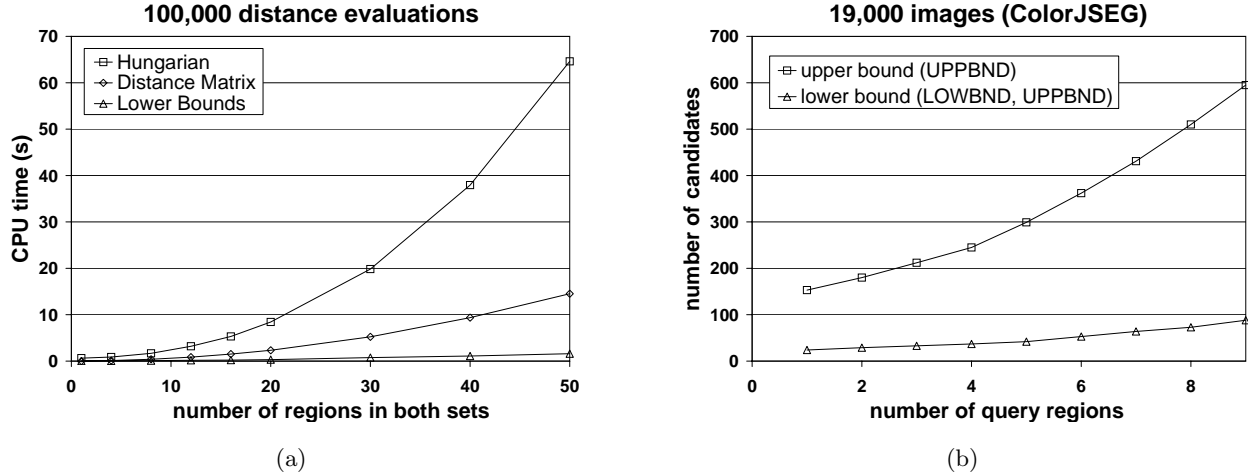 100,000 distance evaluations
70
60
50
40
30
20
10
0
CPU time (s)
Hungarian
Distance Matrix
Lower Bounds
0 10 20 30 40 50
number of regions in both sets
(a)
19,000 images (ColorJSEG)
700
600
500
400
300
200
100
0
number of candidates
upper bound (UPPBND)
lower bound (LOWBND, UPPBND)
0 2 4 6 8
number of query regions
(b)